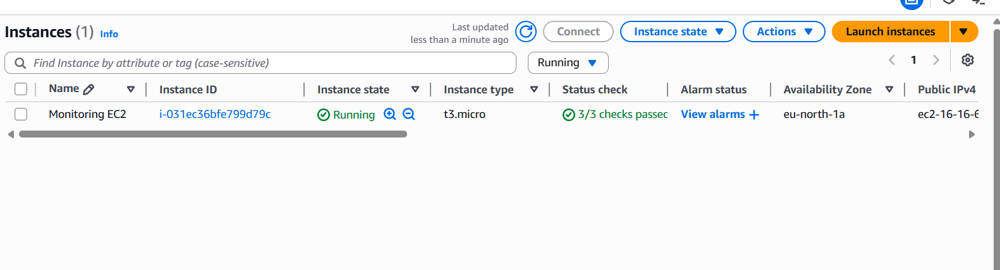 Instances (1) Info
Last updated
less than a minute ago
Connect
Instance state
Actions
Launch instances
Find Instance by attribute or tag (case-sensitive)
Running
1
Name Instance ID Instance state Instance type Status check Alarm status Availability Zone Public IPv4
Monitoring EC2 i-031ec36bfe799d79c Running t3.micro 3/3 checks passed View alarms + eu-north-1a ec2-16-16-6